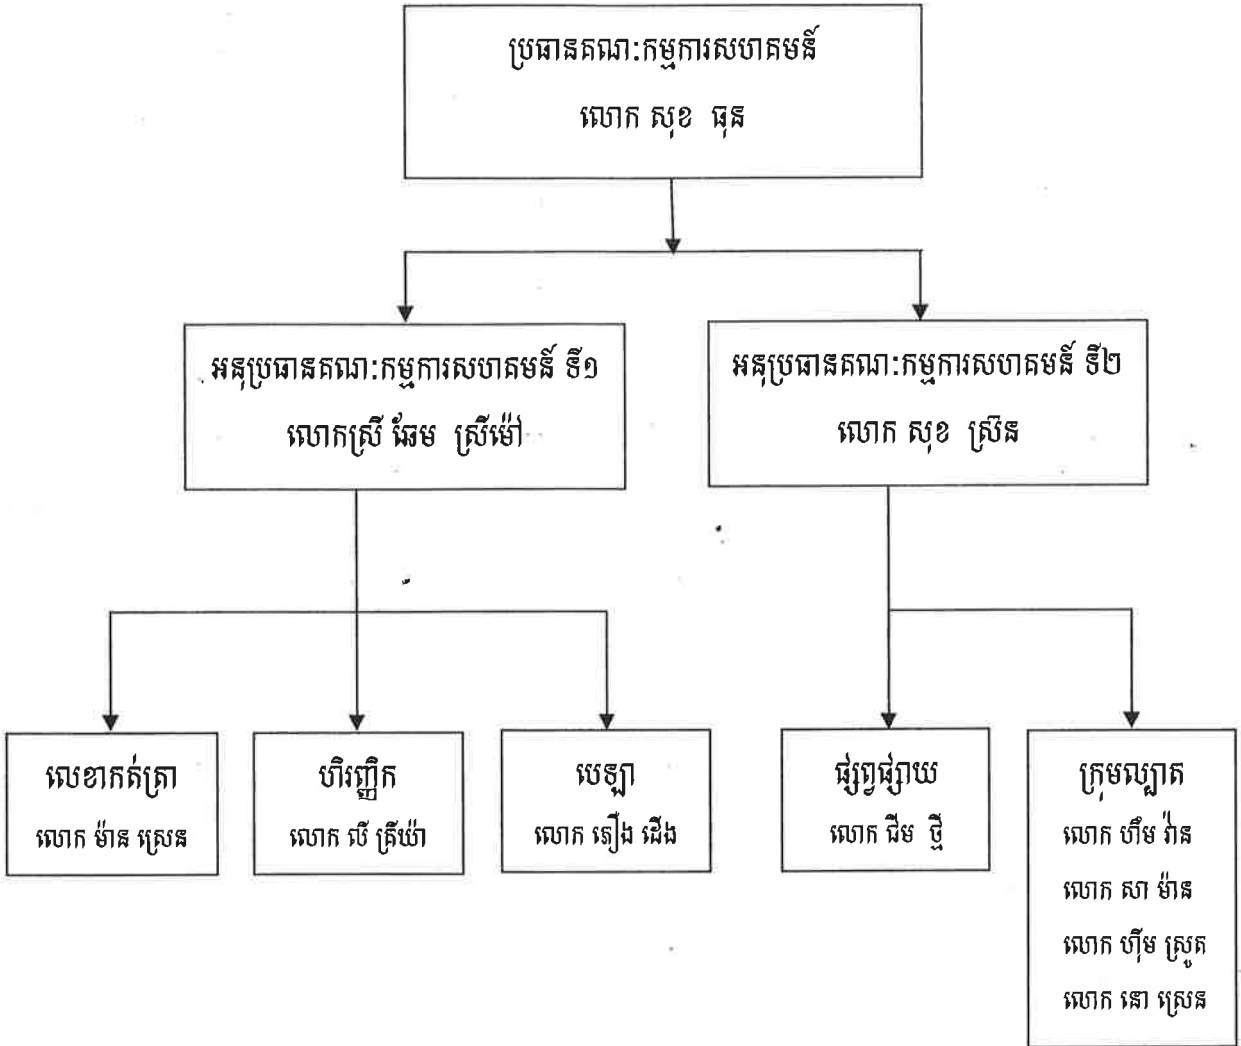 ប្រធានគណៈកម្មការសហគមន៍
លោក សុខ ធុន
អនុប្រធានគណៈកម្មការសហគមន៍ ទី១
លោកស្រី ឆែម ស្រីម៉ៅ
អនុប្រធានគណៈកម្មការសហគមន៍ ទី២
លោក សុខ ស្រ៊ន
លេខាកត់ត្រា
លោក ម៉ាន ស្រេន
ហិរញ្ញិក
លោក លី គ្រីយ៉ា
បេឡា
លោក ភឿង ដើង
ផ្សព្វផ្សាយ
លោក ជីម ថ្មី
ក្រុមល្បាត
លោក ហឹម វ៉ាន
លោក សា ម៉ាន
លោក ហ៊ឹម ស្រួត
លោក នោ ស្រេន